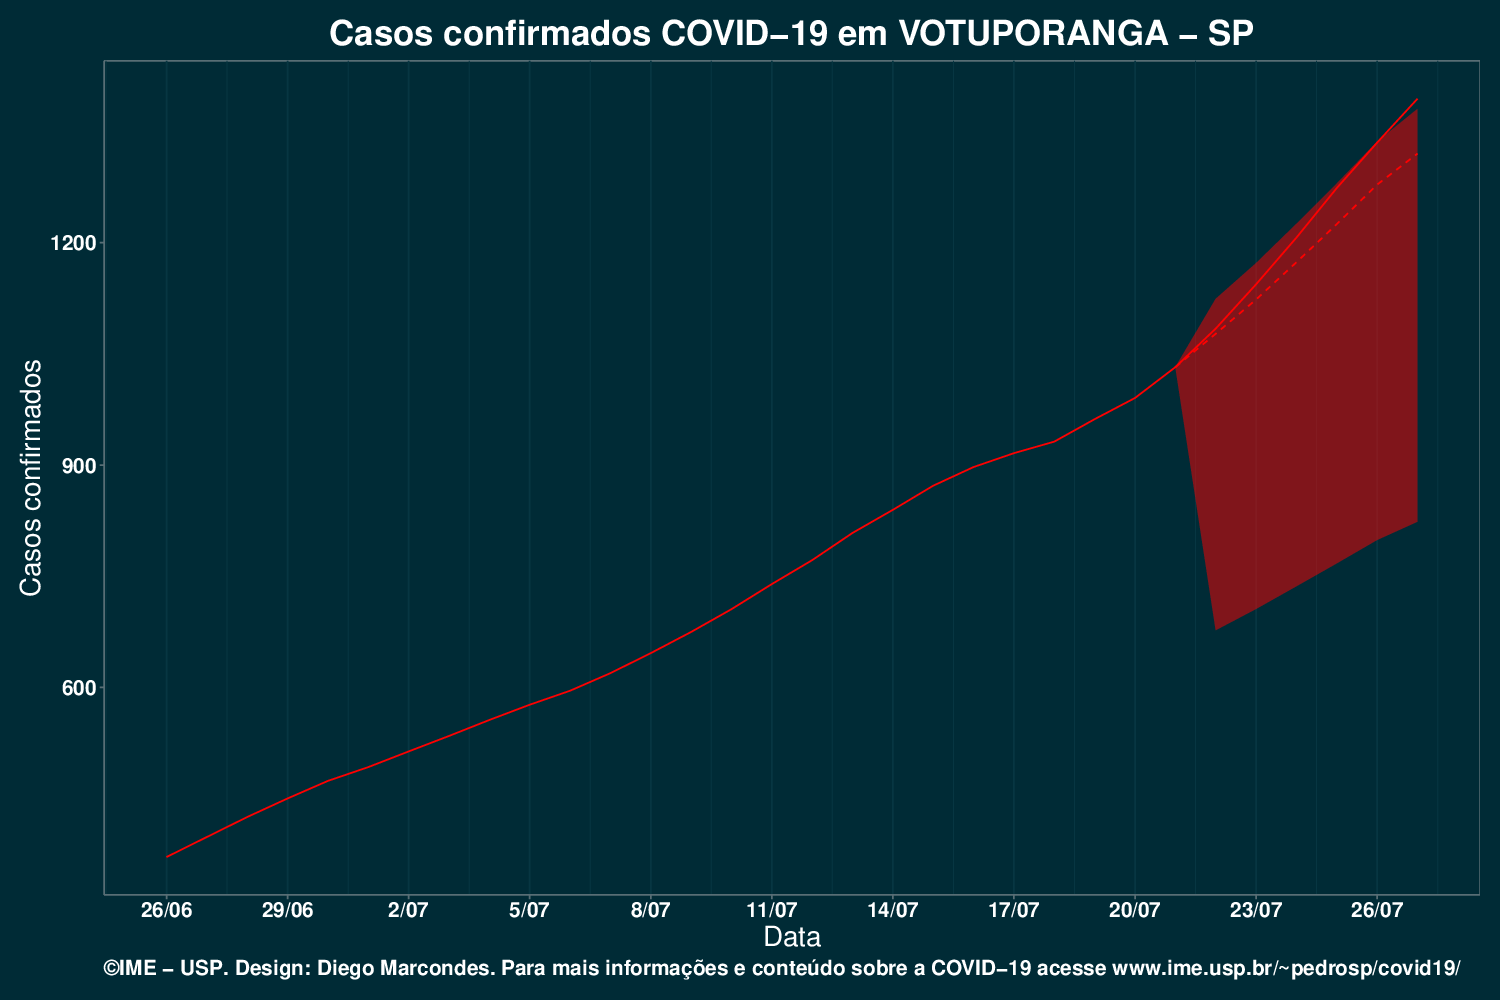 Casos confirmados COVID−19 em VOTUPORANGA − SP
Casos confirmados
1200
900
600
26/06 29/06 2/07 5/07 8/07 11/07 14/07 17/07 20/07 23/07 26/07
Data
©IME − USP. Design: Diego Marcondes. Para mais informações e conteúdo sobre a COVID−19 acesse www.ime.usp.br/~pedrosp/covid19/